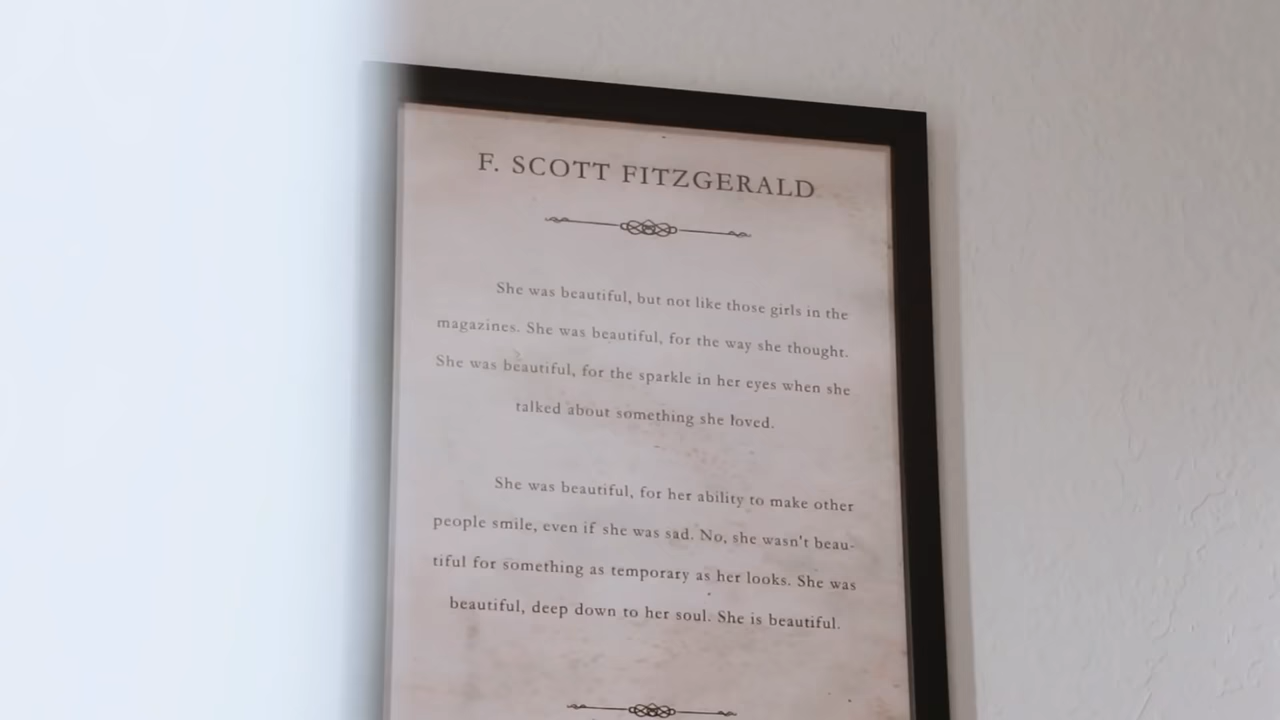 F. SCOTT FITZGERALD
She was beautiful, but not like those girls in the
magazines. She was beautiful, for the way she thought.
She was beautiful, for the sparkle in her eyes when she
talked about something she loved.
She was beautiful, for her ability to make other
people smile, even if she was sad. No, she wasn't beau-
tiful for something as temporary as her looks. She was
beautiful, deep down to her soul. She is beautiful.